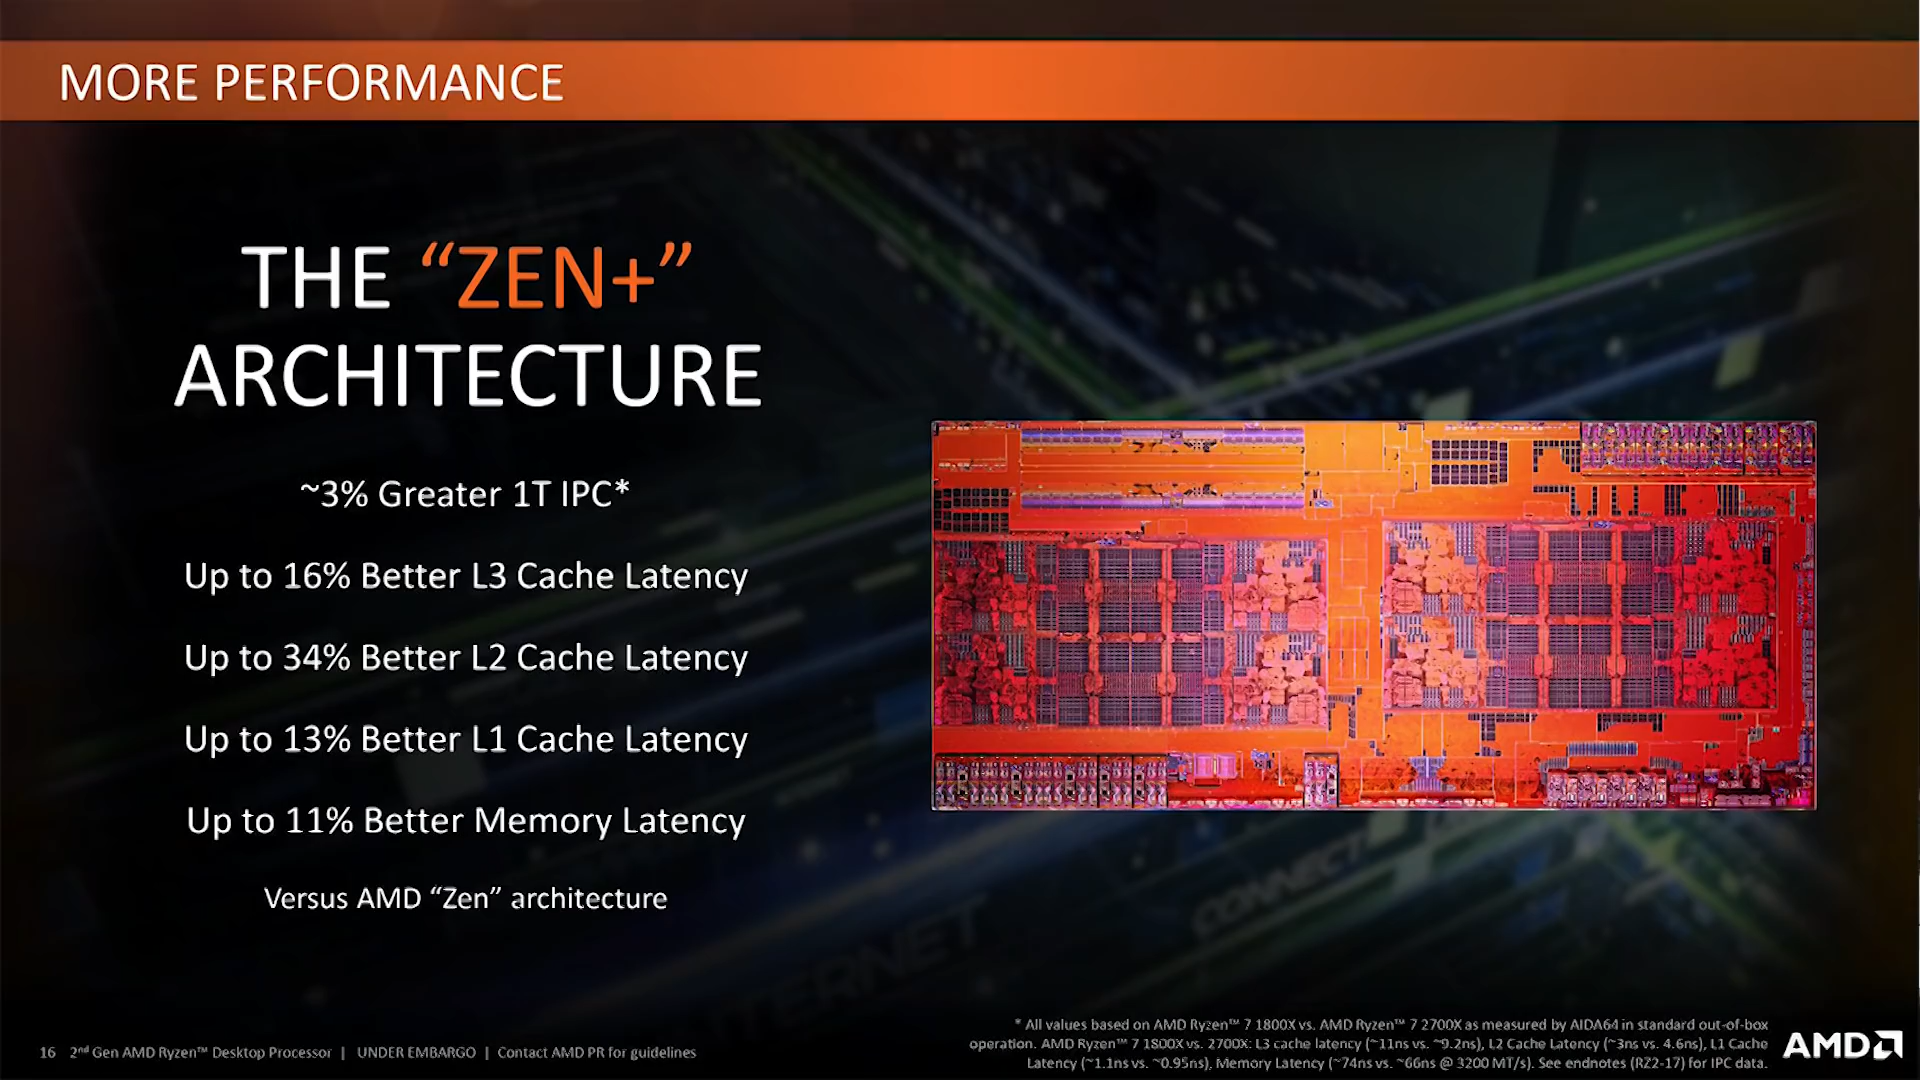 MORE PERFORMANCE
THE “ZEN+”
ARCHITECTURE
~3% Greater 1T IPC*
Up to 16% Better L3 Cache Latency
Up to 34% Better L2 Cache Latency
Up to 13% Better L1 Cache Latency
Up to 11% Better Memory Latency
Versus AMD “Zen” architecture
CONNECT
TERNET
* All values based on AMD Ryzen™ 7 1800X vs. AMD Ryzen™ 7 2700X as measured by AIDA64 in standard out-of-box
operation. AMD Ryzen™ 7 1800X vs. 2700X: L3 cache latency (~11ns vs. ~9.2ns), L2 Cache Latency (~3ns vs. 4.6ns), L1 Cache
Latency (~1.1ns vs. ~0.95ns), Memory Latency (~74ns vs. ~66ns @ 3200 MT/s). See endnotes (RZ2-17) for IPC data.
16 2nd Gen AMD Ryzen™ Desktop Processor | UNDER EMBARGO | Contact AMD PR for guidelines
AMD